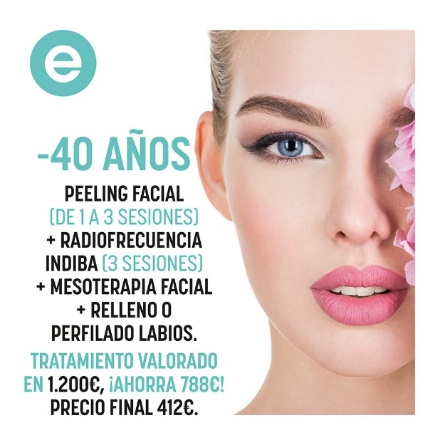 e
-40 AÑOS
PEELING FACIAL
(DE 1 A 3 SESIONES)
+ RADIOFRECUENCIA
INDIBA (3 SESIONES)
+ MESOTERAPIA FACIAL
+ RELLENO O
PERFILADO LABIOS.
TRATAMIENTO VALORADO
EN 1.200€, ¡AHORRA 788€!
PRECIO FINAL 412€.